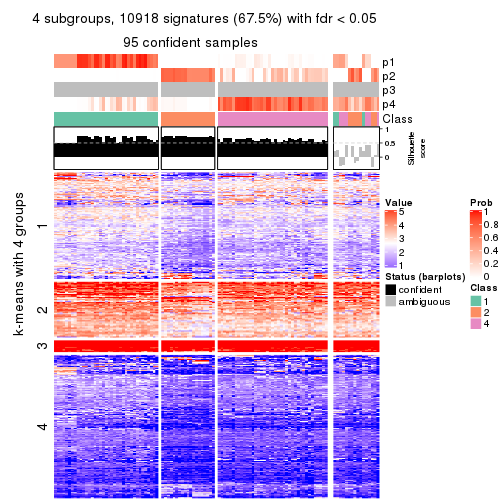 4 subgroups, 10918 signatures (67.5%) with fdr < 0.05
95 confident samples
p1
p2
p3
p4
Class
1
0.5
0
Silhouette
score
k-means with 4 groups
1
2
3
4
Value
5
4
3
2
1
Status (barplots)
confident
ambiguous
Prob
1
0.8
0.6
0.4
0.2
0
Class
1
2
4